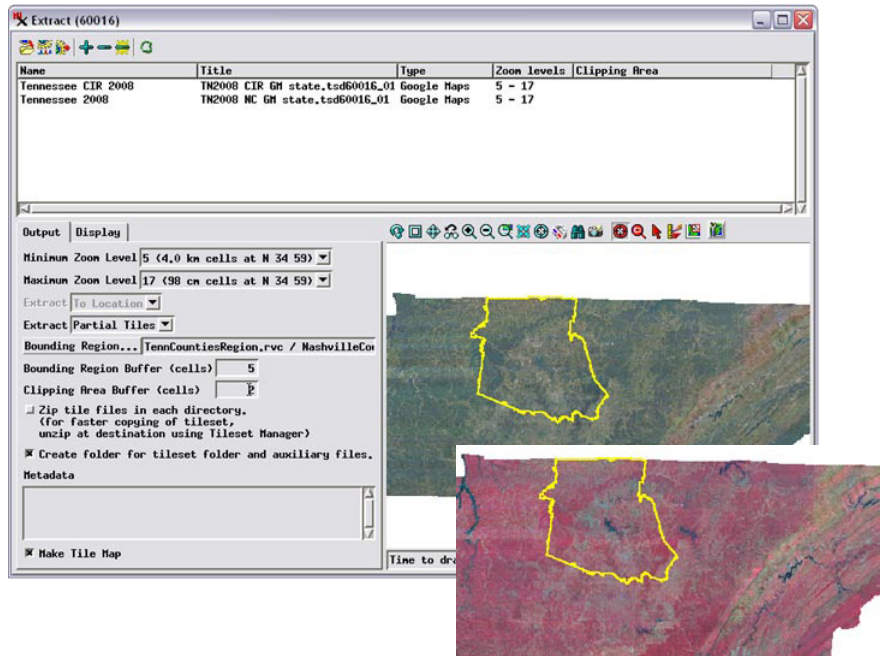 Extract (60016)
Name Title Type Zoom levels Clipping Area
Tennessee CIR 2008 TN2008 CIR GM state.tsd60016_01 Google Maps 5 - 17
Tennessee 2008 TN2008 NC GM state.tsd60016_01 Google Maps 5 - 17
Output Display
Minimum Zoom Level 5 (4.0 km cells at N 34 59)
Maximum Zoom Level 17 (98 cm cells at N 34 59)
Extract To Location
Extract Partial Tiles
Bounding Region... TennCountiesRegion.rvc / NashvilleCou
Bounding Region Buffer (cells) 5
Clipping Area Buffer (cells) 2
Zip tile files in each directory.
(for faster copying of tileset,
unzip at destination using Tileset Manager)
Create folder for tileset folder and auxiliary files.
Metadata
Make Tile Map
Time to dra